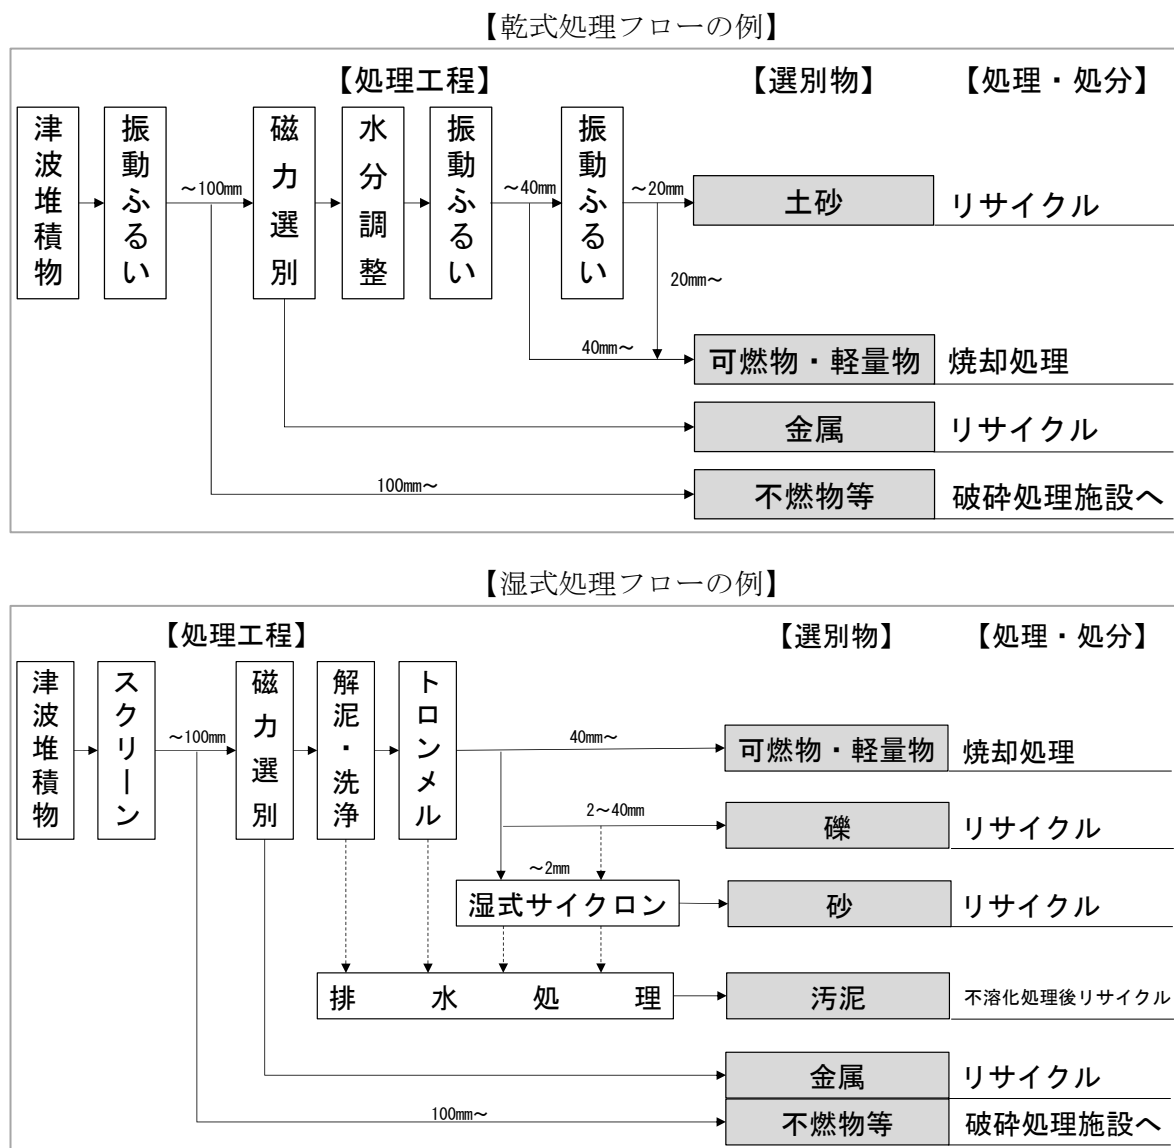 【乾式処理フローの例】
【処理工程】 【選別物】 【処理・処分】
津波堆積物
振動ふるい
～100mm
磁力選別
水分調整
振動ふるい
～40mm
振動ふるい
～20mm
土砂 リサイクル
20mm～
40mm～
可燃物・軽量物 焼却処理
金属 リサイクル
100mm～
不燃物等 破砕処理施設へ
【湿式処理フローの例】
【処理工程】 【選別物】 【処理・処分】
津波堆積物
スクリーン
～100mm
磁力選別
解泥・洗浄
トロンメル
40mm～
可燃物・軽量物 焼却処理
2～40mm
礫 リサイクル
～2mm
湿式サイクロン
砂 リサイクル
排水処理
汚泥 不溶化処理後リサイクル
金属 リサイクル
100mm～
不燃物等 破砕処理施設へ